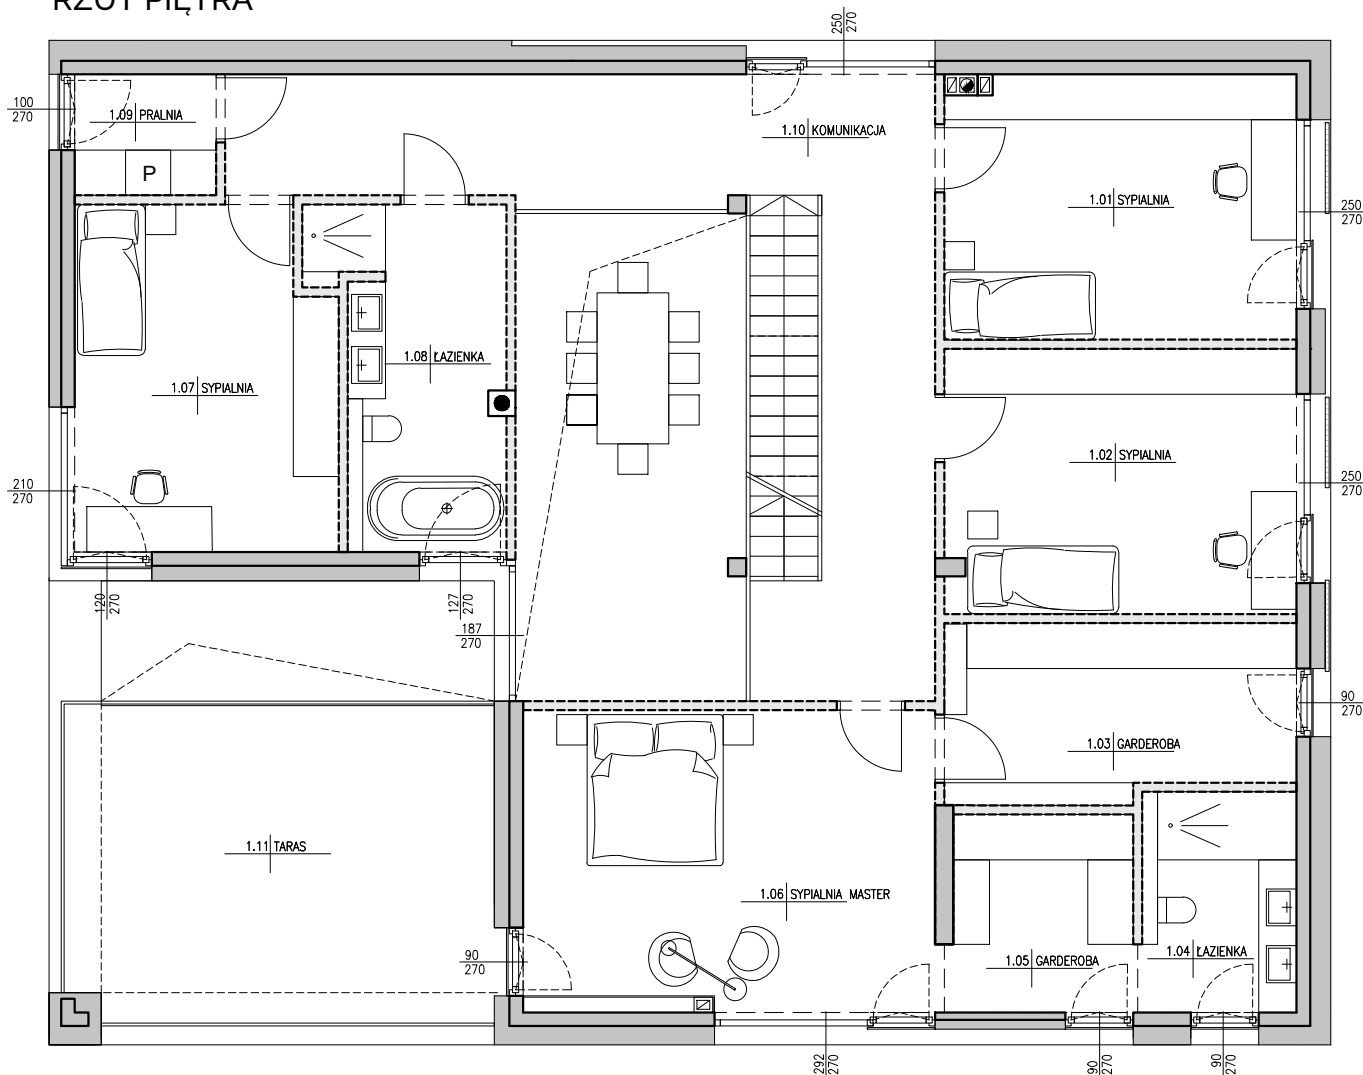 RZUT PIĘTRA
250
270
100
270
1.09 PRALNIA
1.10 KOMUNIKACJA
P
1.01 SYPIALNIA
250
270
1.08 ŁAZIENKA
1.07 SYPIALNIA
1.02 SYPIALNIA
210
270
250
270
120
270
127
270
187
270
90
270
1.03 GARDEROBA
1.11 TARAS
1.06 SYPIALNIA MASTER
1.04 ŁAZIENKA
90
270
1.05 GARDEROBA
292
270
90
270
90
270